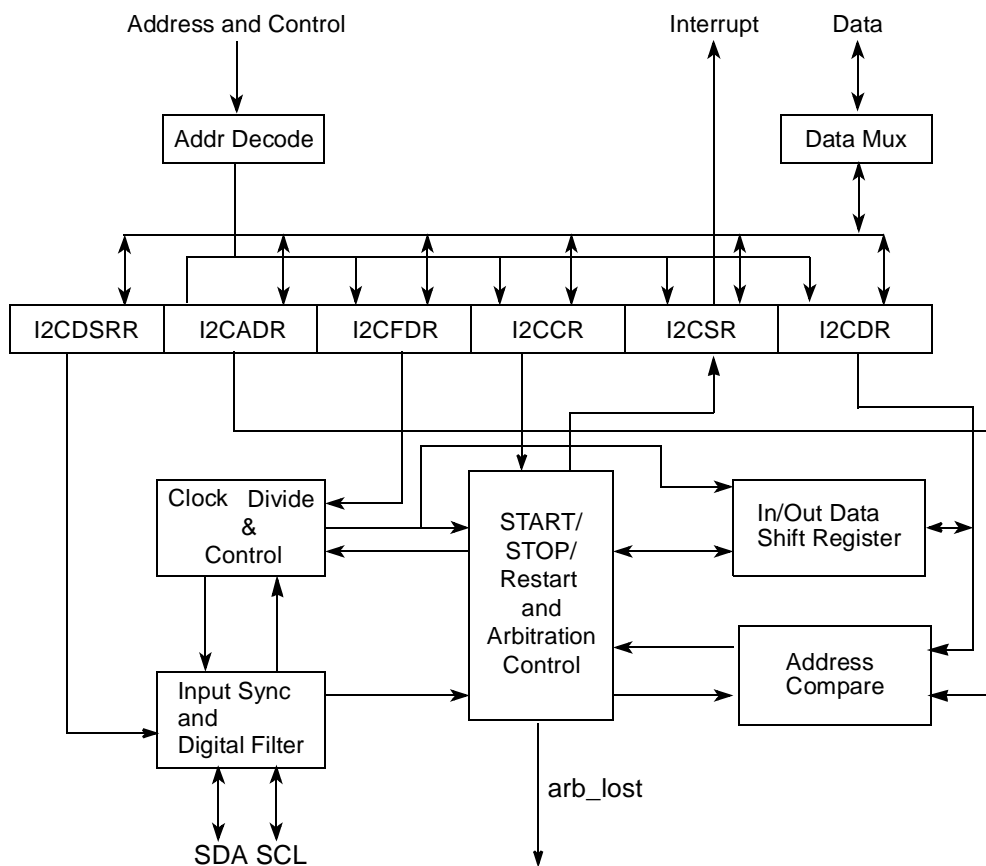 Address and Control
Interrupt
Data
Addr Decode
Data Mux
I2CDSRR
I2CADR
I2CFDR
I2CCR
I2CSR
I2CDR
Clock Divide
&
Control
START/
STOP/
Restart
and
Arbitration
Control
In/Out Data
Shift Register
Input Sync
and
Digital Filter
Address
Compare
arb_lost
SDA SCL